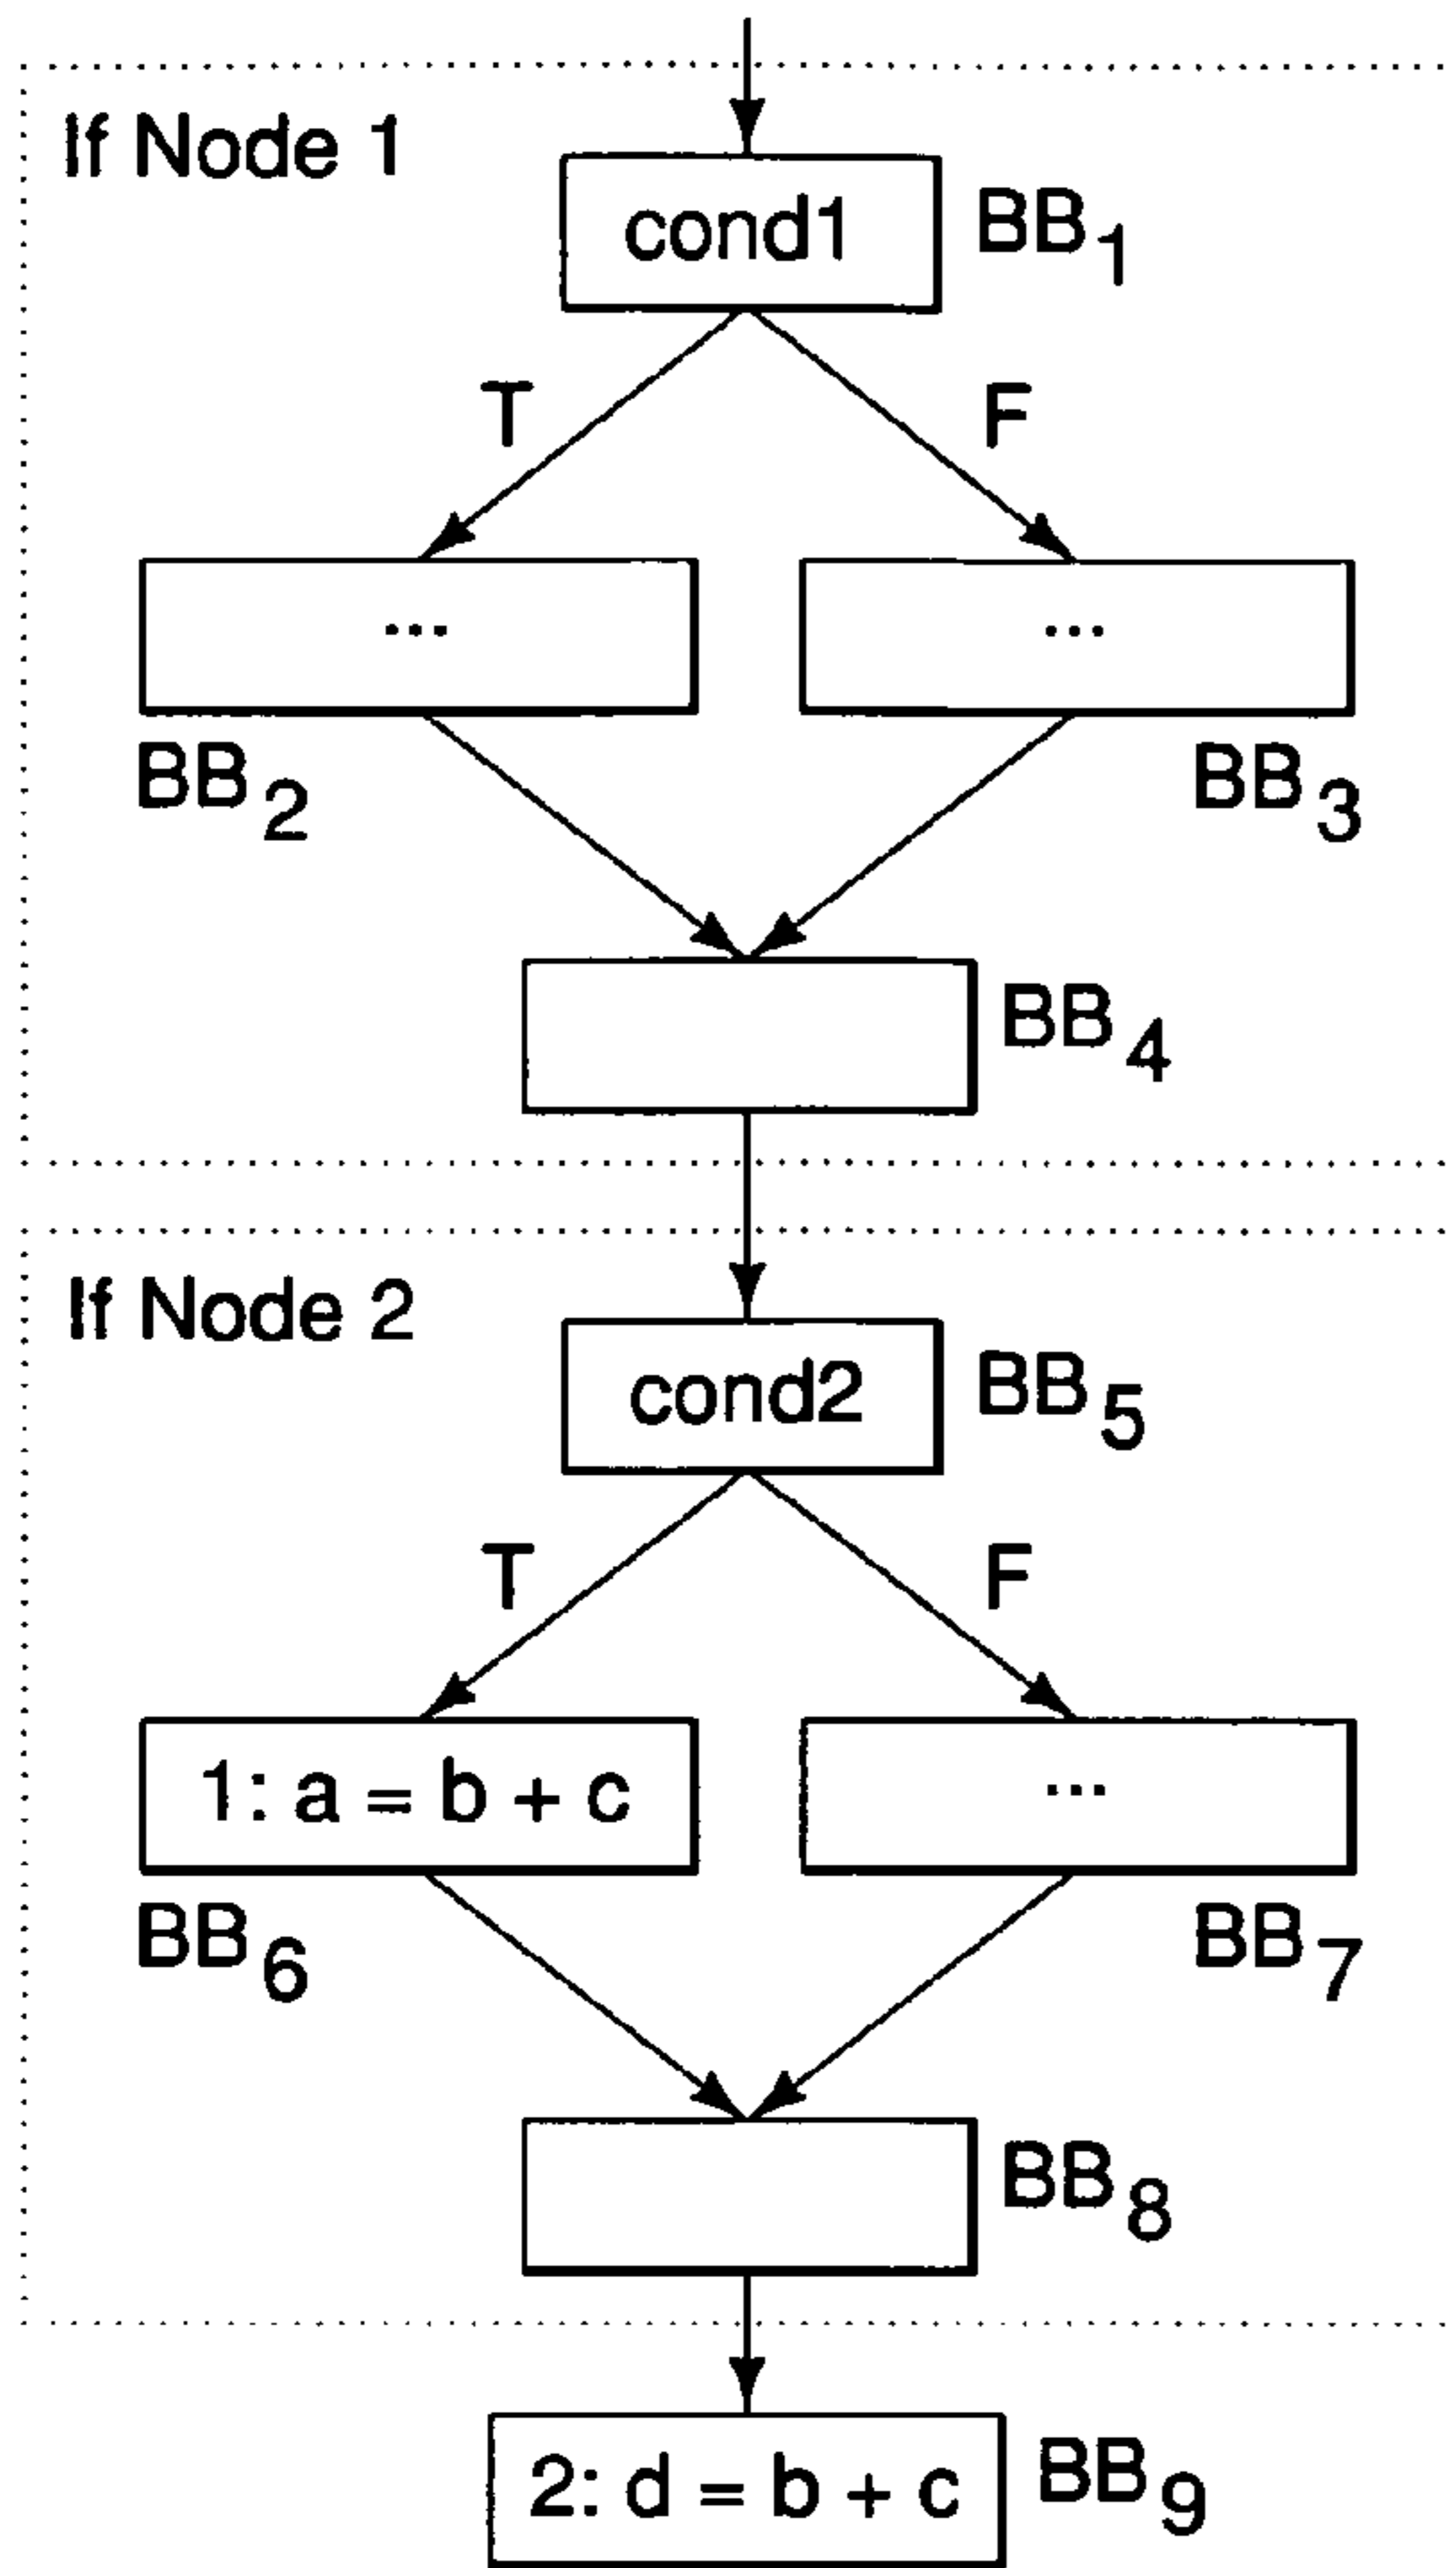 If Node 1
cond1
BB1
T
F
...
...
BB2
BB3
BB4
If Node 2
cond2
BB5
T
F
1: a = b + c
...
BB6
BB7
BB8
2: d = b + c
BB9